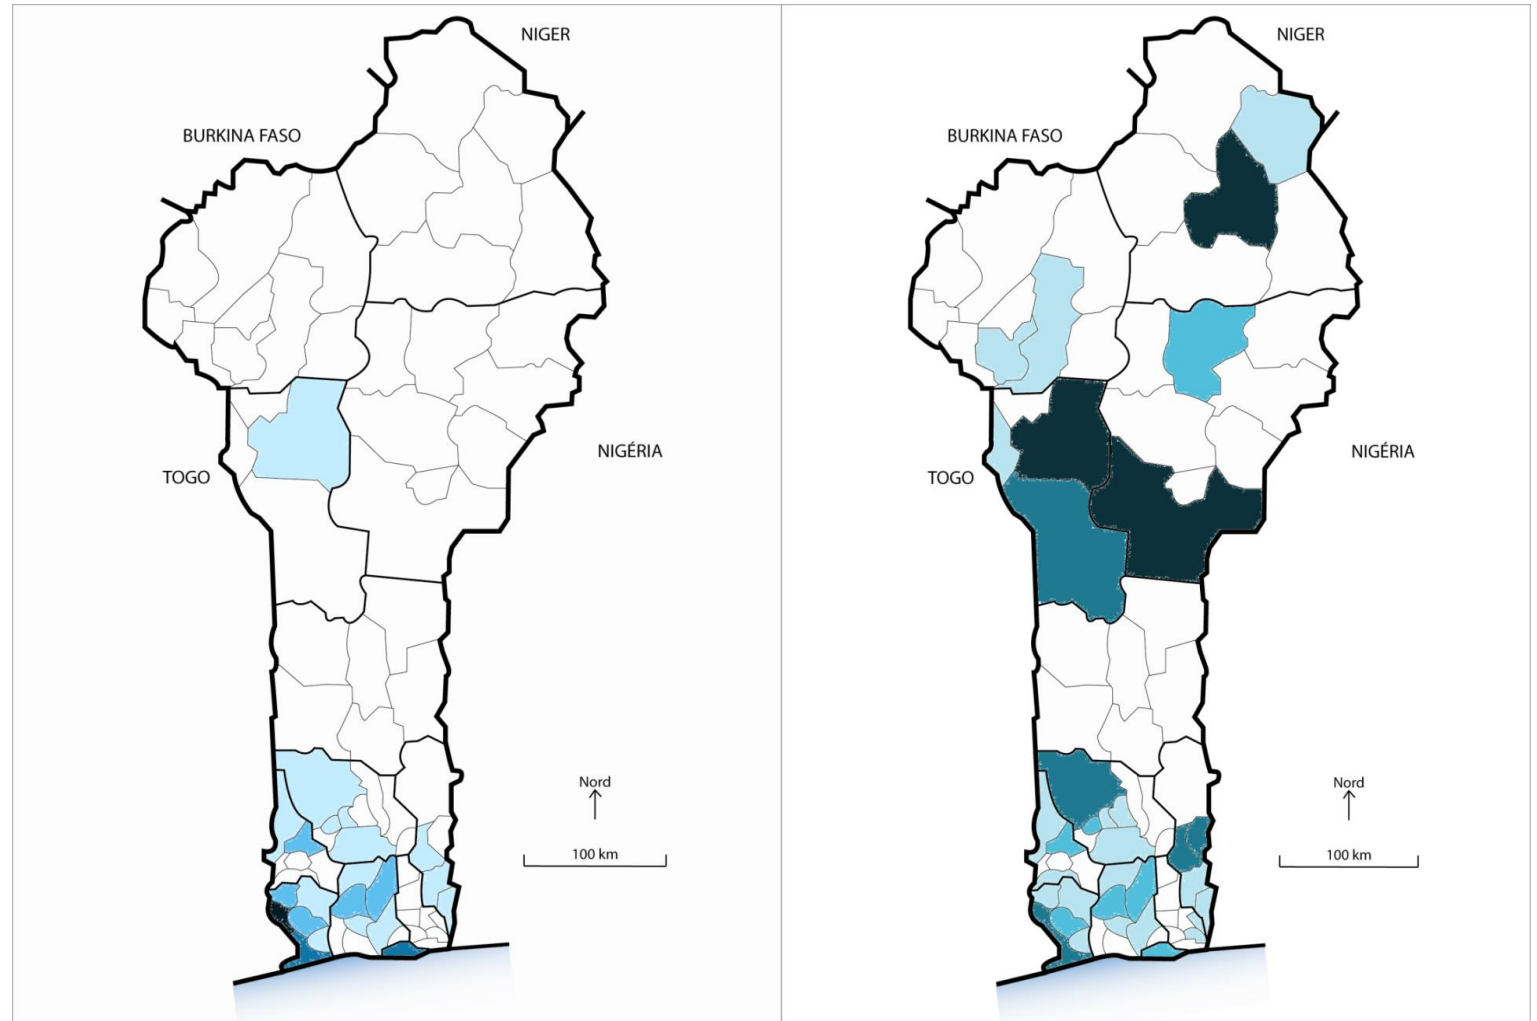 NIGER
BURKINA FASO
NIGÉRIA
TOGO
Nord
100 km
NIGER
BURKINA FASO
NIGÉRIA
TOGO
Nord
100 km